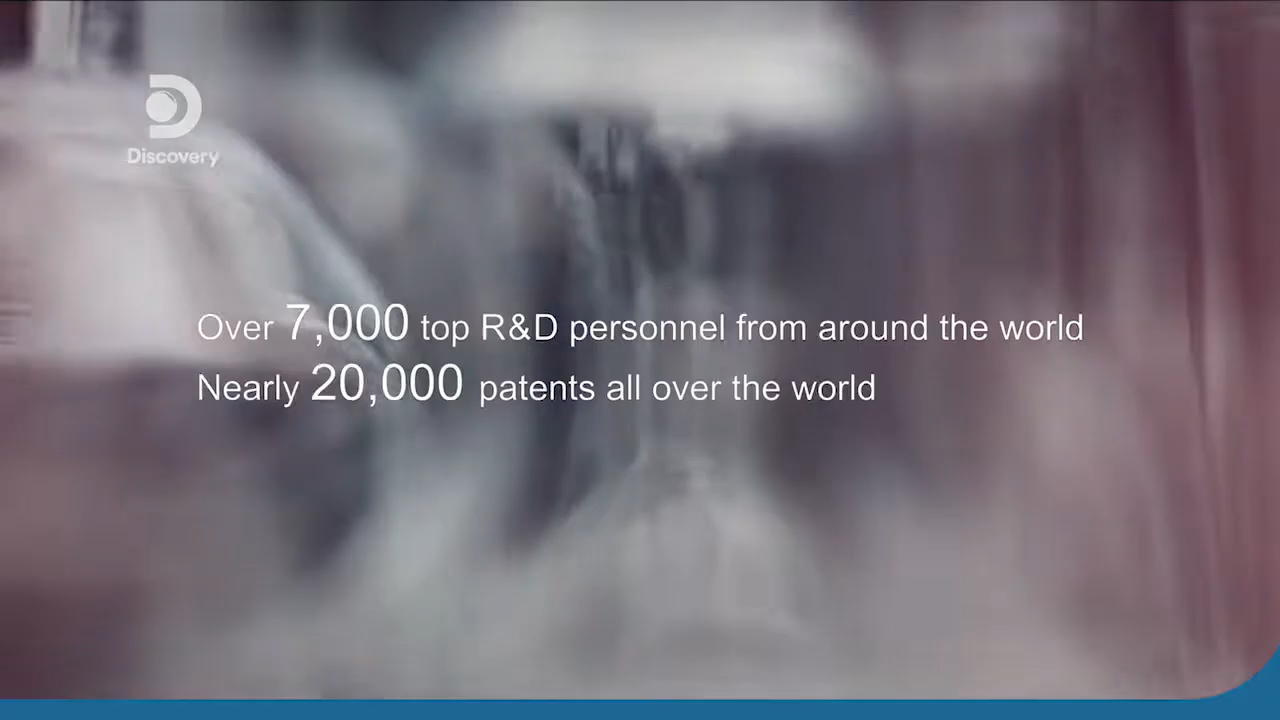 Discovery
Over 7,000 top R&D personnel from around the world
Nearly 20,000 patents all over the world